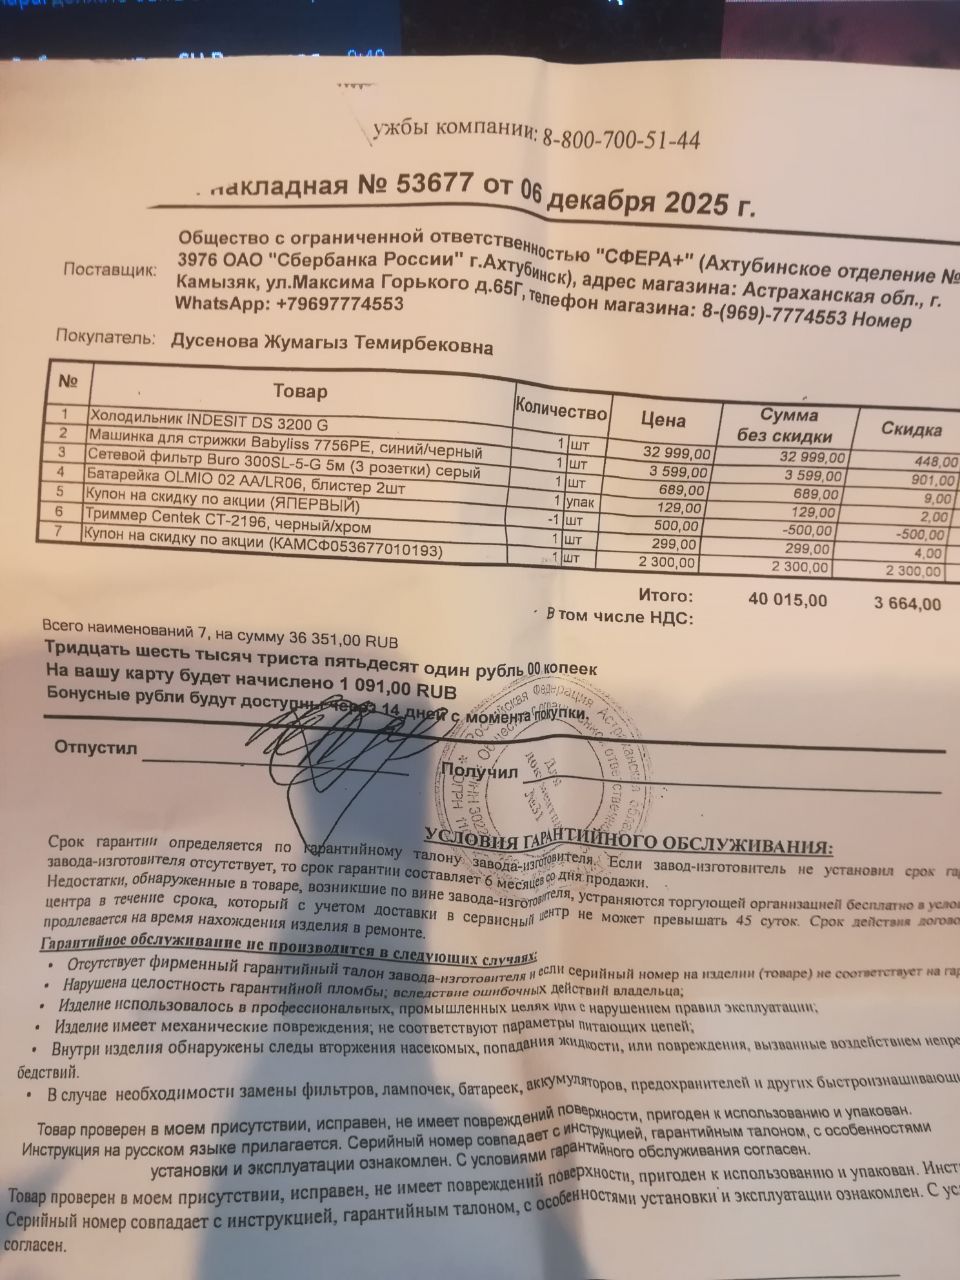 ужбы компании: 8-800-700-51-44
накладная № 53677 от 06 декабря 2025 г.
Поставщик:
Общество с ограниченной ответственностью "СФЕРА+" (Ахтубинское отделение №
3976 ОАО "Сбербанка России" г.Ахтубинск), адрес магазина: Астраханская обл., г.
Камызяк, ул.Максима Горького д.65Г, телефон магазина: 8-(969)-7774553 Номер
WhatsApp: +79697774553
Покупатель: Дусенова Жумагыз Темирбековна
№ Товар Количество Цена Сумма без скидки Скидка
1 Холодильник INDESIT DS 3200 G 1 шт 32 999,00 32 999,00 448,00
2 Машинка для стрижки Babyliss 7756PE, синий/черный 1 шт 3 599,00 3 599,00 901,00
3 Сетевой фильтр Buro 300SL-5-G 5м (3 розетки) серый 1 шт 689,00 689,00 9,00
4 Батарейка OLMIO 02 AA/LR06, блистер 2шт 1 упак 129,00 129,00 2,00
5 Купон на скидку по акции (ЯПЕРВЫЙ) -1 шт 500,00 -500,00 -500,00
6 Триммер Centek CT-2196, черный/хром 1 шт 299,00 299,00 4,00
7 Купон на скидку по акции (КАМСФ053677010193) 1 шт 2 300,00 2 300,00 2 300,00
Итого: 40 015,00 3 664,00
В том числе НДС:
Всего наименований 7, на сумму 36 351,00 RUB
Тридцать шесть тысяч триста пятьдесят один рубль 00 копеек
На вашу карту будет начислено 1 091,00 RUB
Бонусные рубли будут доступны через 14 дней с момента покупки.
Отпустил
Получил
УСЛОВИЯ ГАРАНТИЙНОГО ОБСЛУЖИВАНИЯ:
Срок гарантии определяется по гарантийному талону завода-изготовителя. Если завод-изготовитель не установил срок гар
завода-изготовителя отсутствует, то срок гарантии составляет 6 месяцев со дня продажи.
Недостатки, обнаруженные в товаре, возникшие по вине завода-изготовителя, устраняются торгующей организацией бесплатно в услов
центра в течение срока, который с учетом доставки в сервисный центр не может превышать 45 суток. Срок действия догово
продлевается на время нахождения изделия в ремонте.
Гарантийное обслуживание не производится в следующих случаях:
• Отсутствует фирменный гарантийный талон завода-изготовителя и если серийный номер на изделии (товаре) не соответствует на гар
• Нарушена целостность гарантийной пломбы; вследствие ошибочных действий владельца;
• Изделие использовалось в профессиональных, промышленных целях или с нарушением правил эксплуатации;
• Изделие имеет механические повреждения; не соответствуют параметры питающих цепей;
• Внутри изделия обнаружены следы вторжения насекомых, попадания жидкости, или повреждения, вызванные воздействием непре
бедствий.
• В случае необходимости замены фильтров, лампочек, батареек, аккумуляторов, предохранителей и других быстроизнашивающи
Товар проверен в моем присутствии, исправен, не имеет повреждений поверхности, пригоден к использованию и упакован.
Инструкция на русском языке прилагается. Серийный номер совпадает с инструкцией, гарантийным талоном, с особенностями
установки и эксплуатации ознакомлен. С условиями гарантийного обслуживания согласен.
Товар проверен в моем присутствии, исправен, не имеет повреждений поверхности, пригоден к использованию и упакован. Инст
Серийный номер совпадает с инструкцией, гарантийным талоном, с особенностями установки и эксплуатации ознакомлен. С усл
согласен.